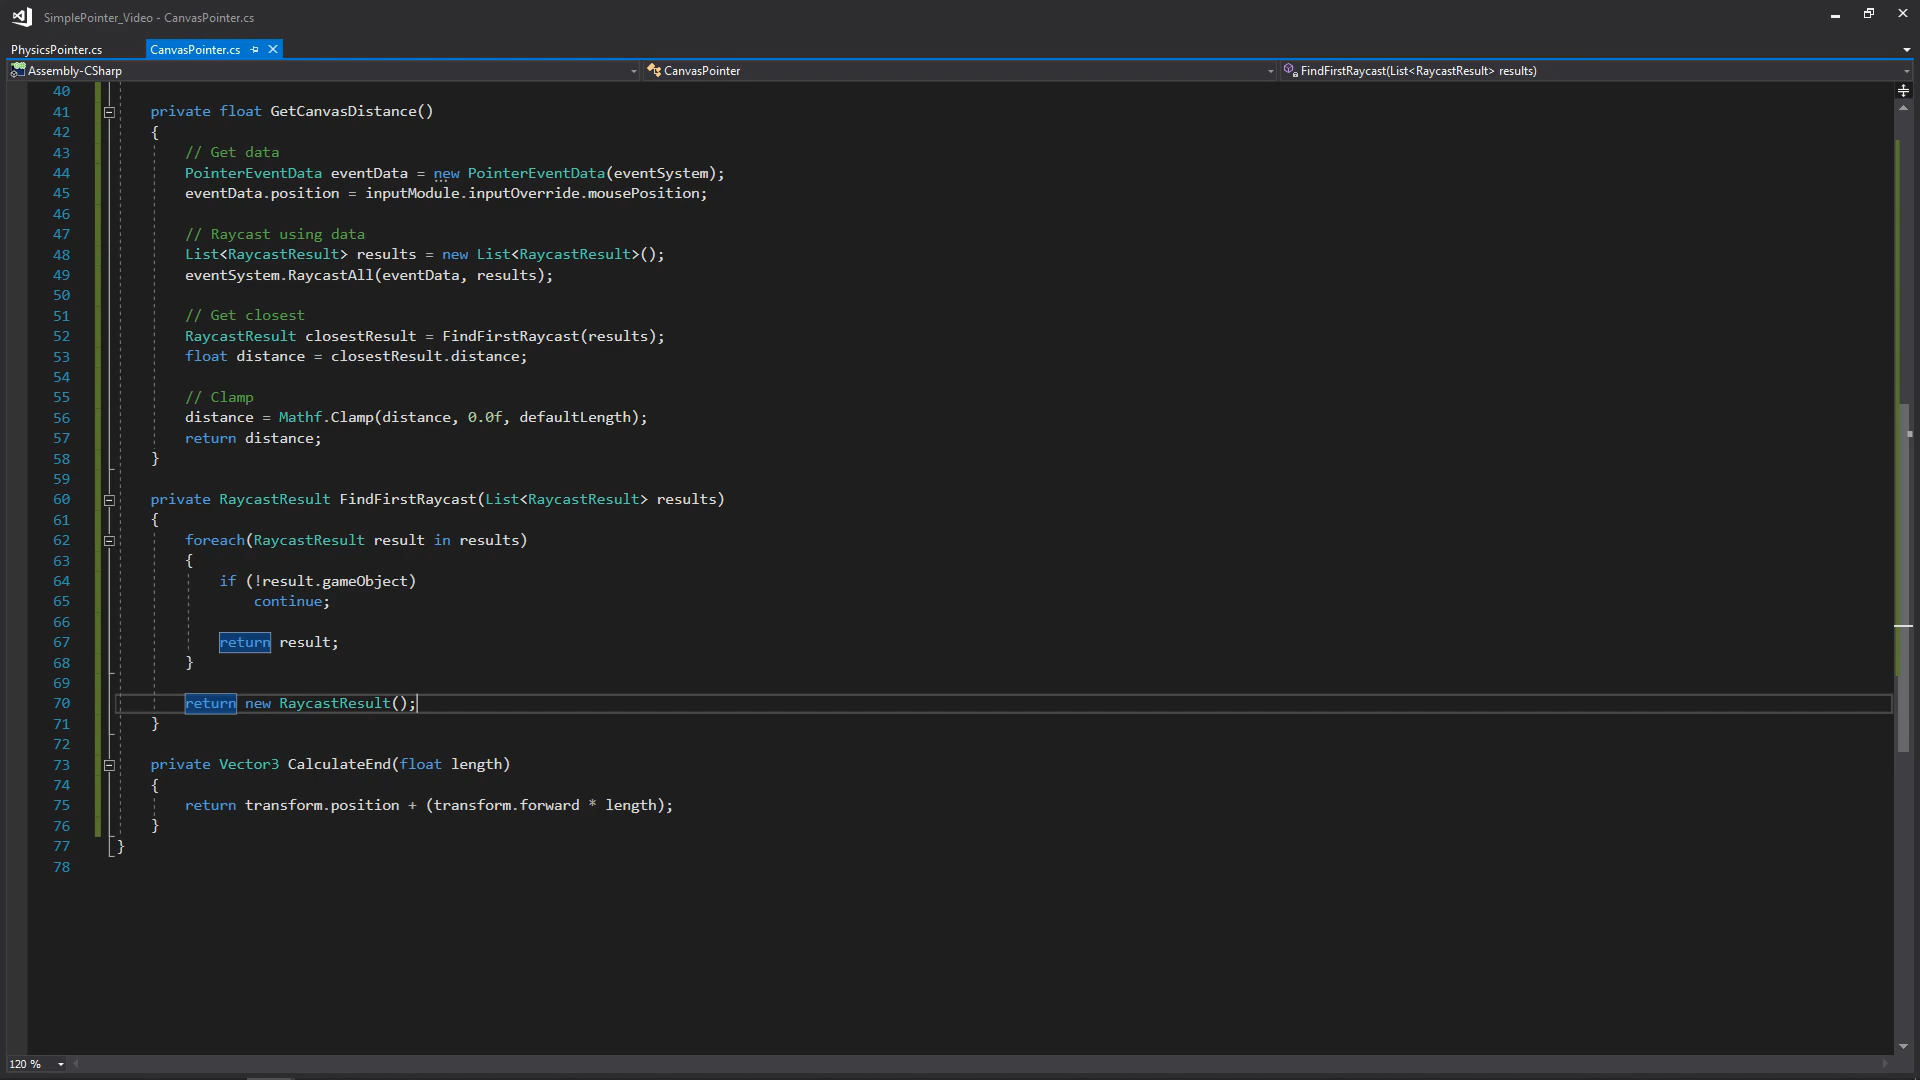 SimplePointer_Video - CanvasPointer.cs
PhysicsPointer.cs
CanvasPointer.cs
Assembly-CSharp
CanvasPointer
FindFirstRaycast(List<RaycastResult> results)
40
41 private float GetCanvasDistance()
42 {
43 // Get data
44 PointerEventData eventData = new PointerEventData(eventSystem);
45 eventData.position = inputModule.inputOverride.mousePosition;
46
47 // Raycast using data
48 List<RaycastResult> results = new List<RaycastResult>();
49 eventSystem.RaycastAll(eventData, results);
50
51 // Get closest
52 RaycastResult closestResult = FindFirstRaycast(results);
53 float distance = closestResult.distance;
54
55 // Clamp
56 distance = Mathf.Clamp(distance, 0.0f, defaultLength);
57 return distance;
58 }
59
60 private RaycastResult FindFirstRaycast(List<RaycastResult> results)
61 {
62 foreach(RaycastResult result in results)
63 {
64 if (!result.gameObject)
65 continue;
66
67 return result;
68 }
69
70 return new RaycastResult();
71 }
72
73 private Vector3 CalculateEnd(float length)
74 {
75 return transform.position + (transform.forward * length);
76 }
77 }
78
120 %